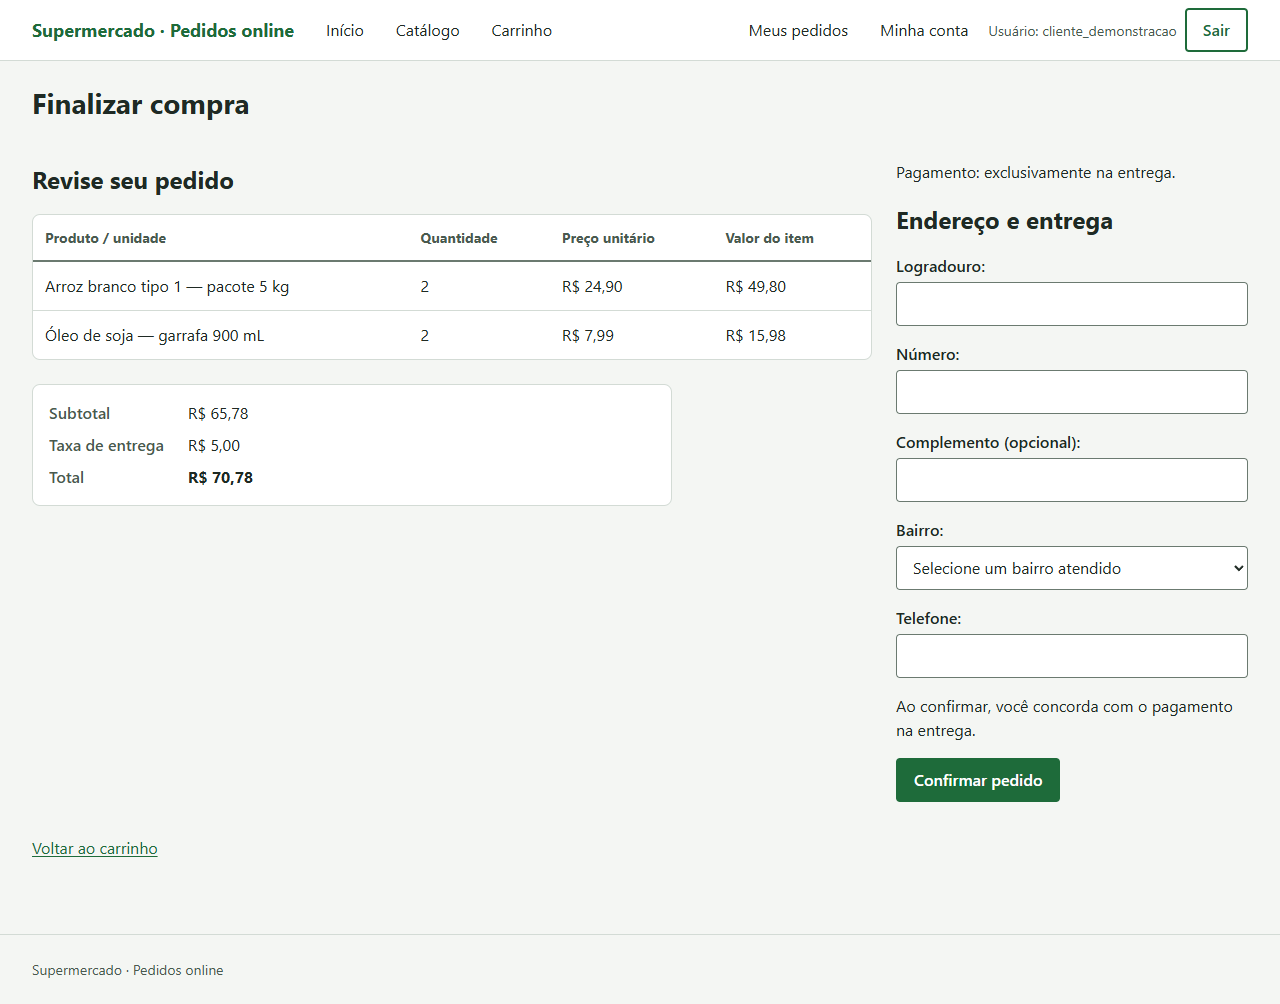 Supermercado · Pedidos online Início Catálogo Carrinho Meus pedidos Minha conta Usuário: cliente_demonstracao Sair
Finalizar compra
Revise seu pedido
Produto / unidade Quantidade Preço unitário Valor do item
Arroz branco tipo 1 — pacote 5 kg 2 R$ 24,90 R$ 49,80
Óleo de soja — garrafa 900 mL 2 R$ 7,99 R$ 15,98
Subtotal R$ 65,78
Taxa de entrega R$ 5,00
Total R$ 70,78
Pagamento: exclusivamente na entrega.
Endereço e entrega
Logradouro:
Número:
Complemento (opcional):
Bairro:
Selecione um bairro atendido
Telefone:
Ao confirmar, você concorda com o pagamento
na entrega.
Confirmar pedido
Voltar ao carrinho
Supermercado · Pedidos online